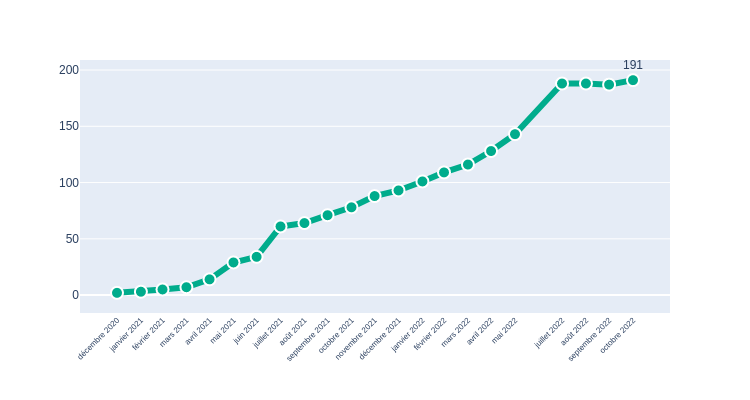 191
200
150
100
50
0
décembre 2020
janvier 2021
février 2021
mars 2021
avril 2021
mai 2021
juin 2021
juillet 2021
août 2021
septembre 2021
octobre 2021
novembre 2021
décembre 2021
janvier 2022
février 2022
mars 2022
avril 2022
mai 2022
juillet 2022
août 2022
septembre 2022
octobre 2022